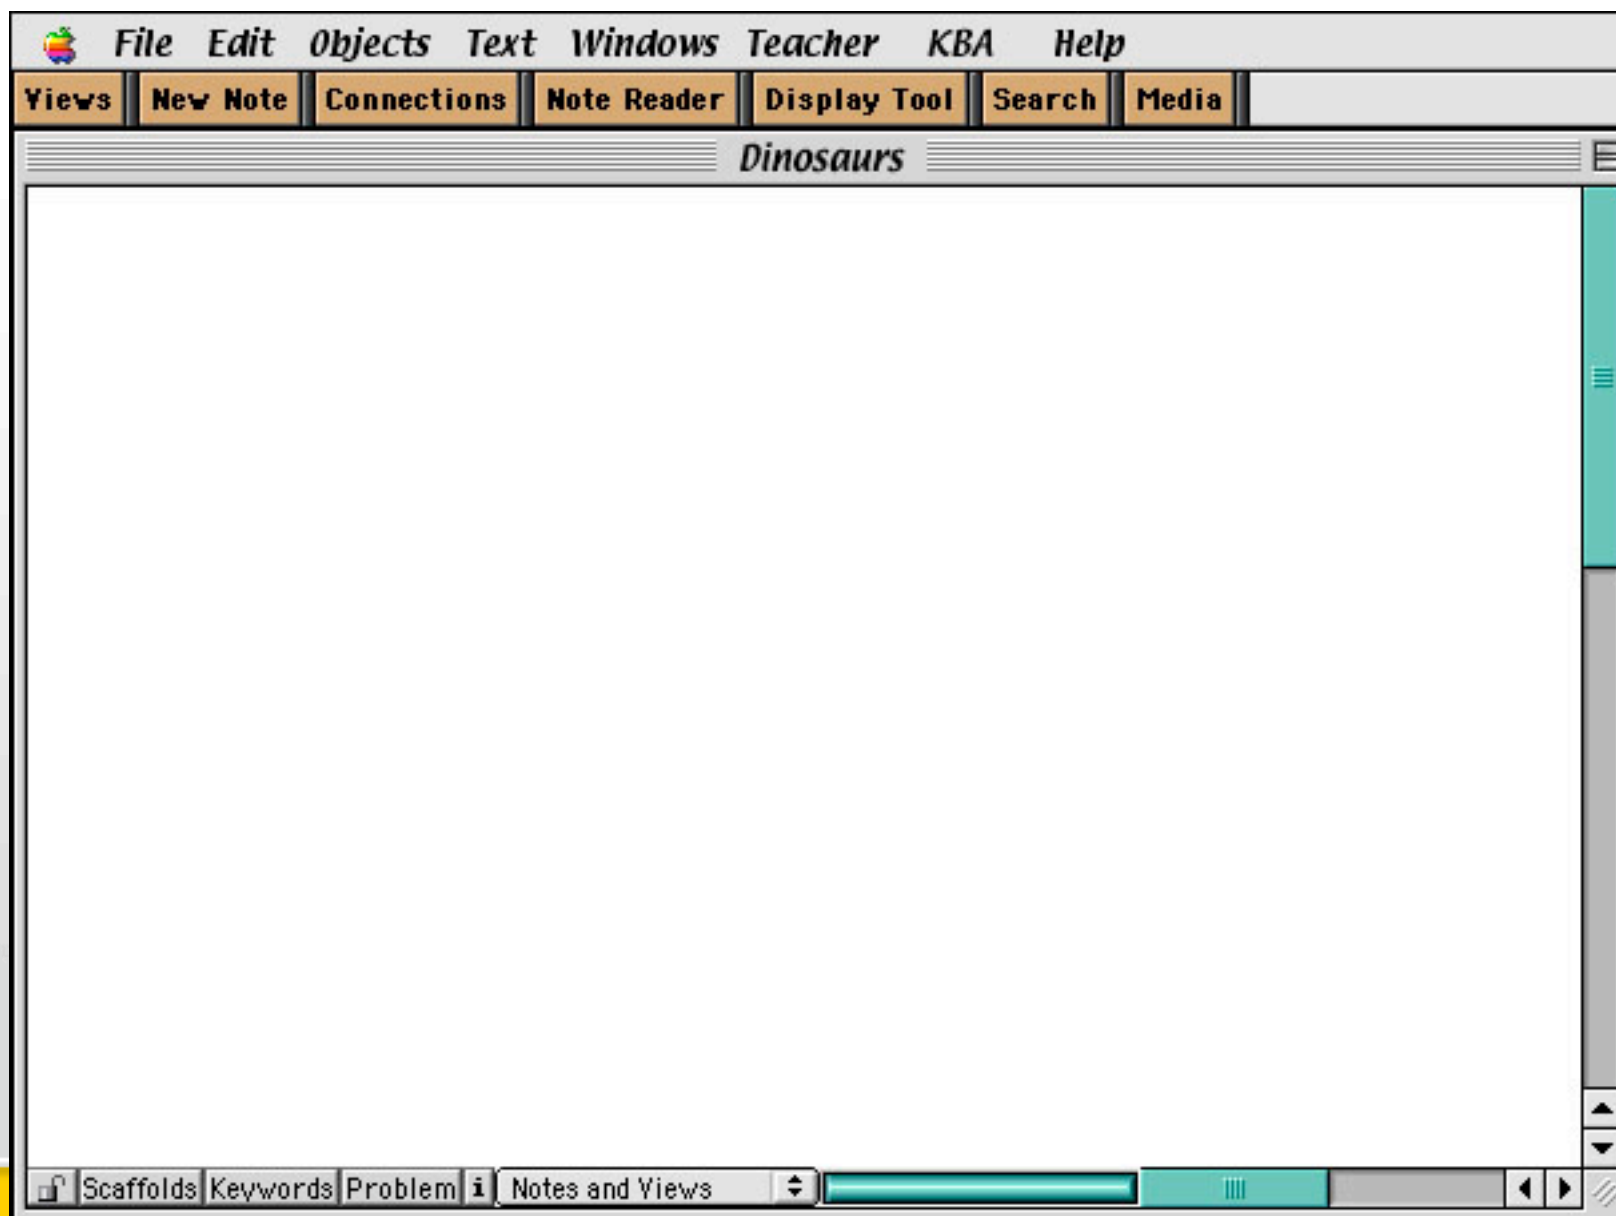 File Edit Objects Text Windows Teacher KBA Help
Views New Note Connections Note Reader Display Tool Search Media
Dinosaurs
Scaffolds Keywords Problem i Notes and Views